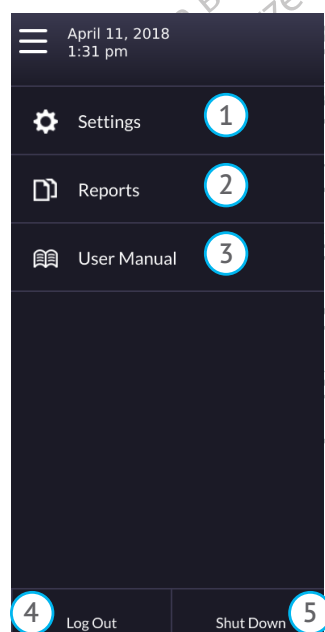 April 11, 2018
1:31 pm
Settings 1
Reports 2
User Manual 3
4 Log Out Shut Down 5